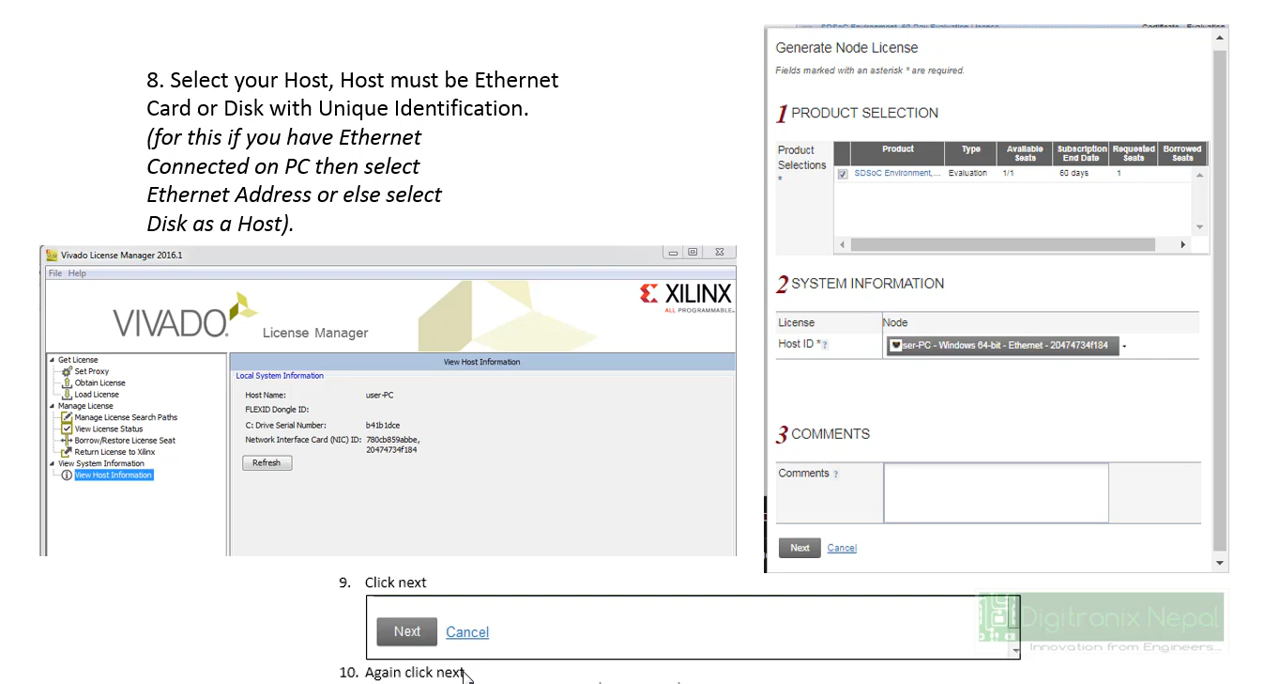 8. Select your Host, Host must be Ethernet
Card or Disk with Unique Identification.
(for this if you have Ethernet
Connected on PC then select
Ethernet Address or else select
Disk as a Host).
Vivado License Manager 2016.1
File Help
VIVADO. License Manager
XILINX
ALL PROGRAMMABLE.
Get License
Set Proxy
Obtain License
Load License
Manage License
Manage License Search Paths
View License Status
Borrow/Restore License Seat
Return License to Xilinx
View System Information
View Host Information
View Host Information
Local System Information
Host Name: user-PC
FLEXID Dongle ID:
C: Drive Serial Number: b41b1dce
Network Interface Card (NIC) ID: 780cb859abbe,
20474734f184
Refresh
SDSoC Environment, 60 Day Evaluation License Certificate - Evaluation
Generate Node License
Fields marked with an asterisk * are required.
1 PRODUCT SELECTION
Product
Selections
*
Product Type Available Seats Subscription End Date Requested Seats Borrowed Seats
SDSoC Environment,... Evaluation 1/1 60 days 1
2 SYSTEM INFORMATION
License Node
Host ID *? ser-PC - Windows 64-bit - Ethernet - 20474734f184
3 COMMENTS
Comments ?
Next Cancel
9. Click next
Next Cancel
10. Again click next
Digitronix Nepal
Innovation from Engineers...